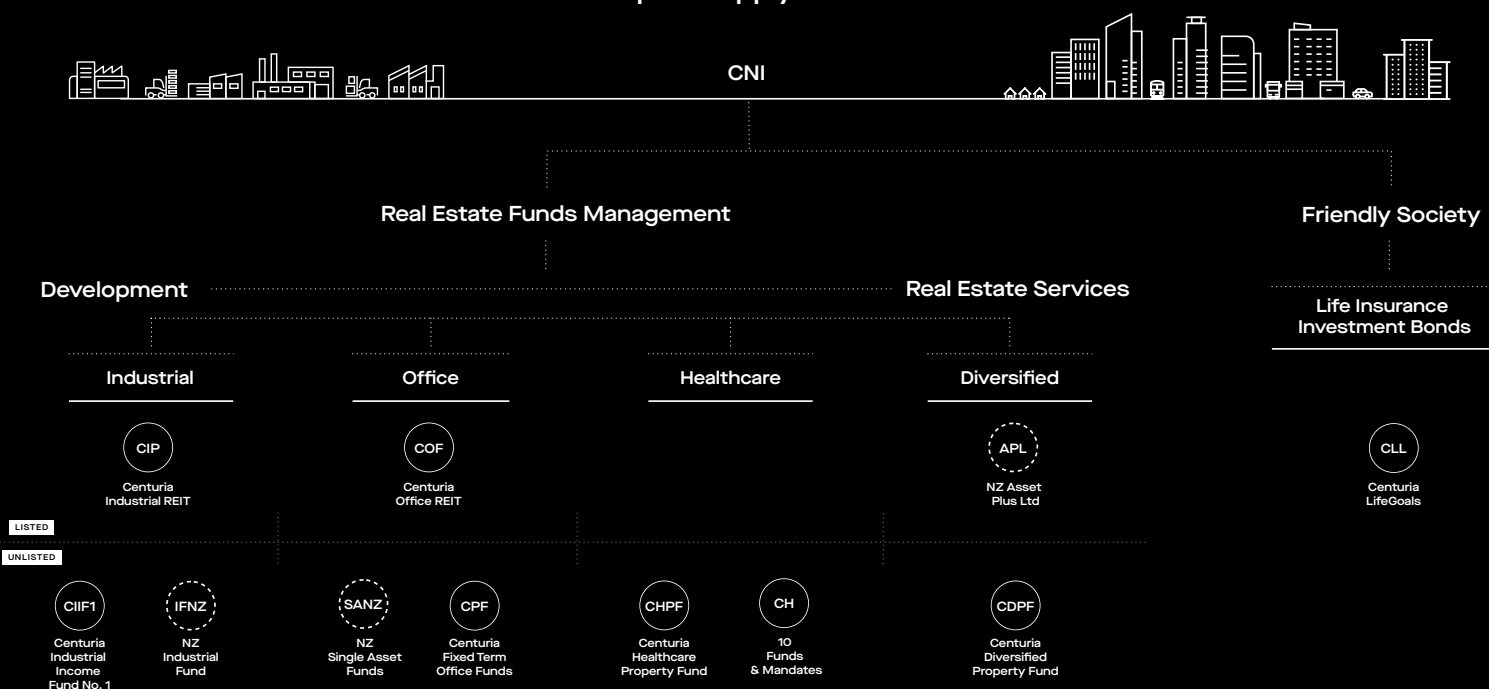 CNI
Real Estate Funds Management
Friendly Society
Development
Real Estate Services
Life Insurance
Investment Bonds
Industrial
Office
Healthcare
Diversified
CIP
Centuria
Industrial REIT
COF
Centuria
Office REIT
APL
NZ Asset
Plus Ltd
CLL
Centuria
LifeGoals
LISTED
UNLISTED
CIIF1
Centuria
Industrial
Income
Fund No. 1
IFNZ
NZ
Industrial
Fund
SANZ
NZ
Single Asset
Funds
CPF
Centuria
Fixed Term
Office Funds
CHPF
Centuria
Healthcare
Property Fund
CH
10
Funds
& Mandates
CDPF
Centuria
Diversified
Property Fund